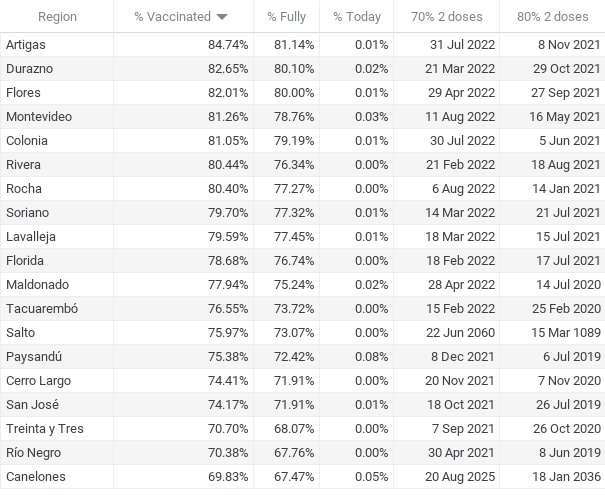 Region % Vaccinated % Fully % Today 70% 2 doses 80% 2 doses
Artigas 84.74% 81.14% 0.01% 31 Jul 2022 8 Nov 2021
Durazno 82.65% 80.10% 0.02% 21 Mar 2022 29 Oct 2021
Flores 82.01% 80.00% 0.01% 29 Apr 2022 27 Sep 2021
Montevideo 81.26% 78.76% 0.03% 11 Aug 2022 16 May 2021
Colonia 81.05% 79.19% 0.01% 30 Jul 2022 5 Jun 2021
Rivera 80.44% 76.34% 0.00% 21 Feb 2022 18 Aug 2021
Rocha 80.40% 77.27% 0.00% 6 Aug 2022 14 Jan 2021
Soriano 79.70% 77.32% 0.01% 14 Mar 2022 21 Jul 2021
Lavalleja 79.59% 77.45% 0.01% 18 Mar 2022 15 Jul 2021
Florida 78.68% 76.74% 0.00% 18 Feb 2022 17 Jul 2021
Maldonado 77.94% 75.24% 0.02% 28 Apr 2022 14 Jul 2020
Tacuarembó 76.55% 73.72% 0.00% 15 Feb 2022 25 Feb 2020
Salto 75.97% 73.07% 0.00% 22 Jun 2060 15 Mar 1089
Paysandú 75.38% 72.42% 0.08% 8 Dec 2021 6 Jul 2019
Cerro Largo 74.41% 71.91% 0.00% 20 Nov 2021 7 Nov 2020
San José 74.17% 71.91% 0.01% 18 Oct 2021 26 Jul 2019
Treinta y Tres 70.70% 68.07% 0.00% 7 Sep 2021 26 Oct 2020
Río Negro 70.38% 67.76% 0.00% 30 Apr 2021 8 Jun 2019
Canelones 69.83% 67.47% 0.05% 20 Aug 2025 18 Jan 2036